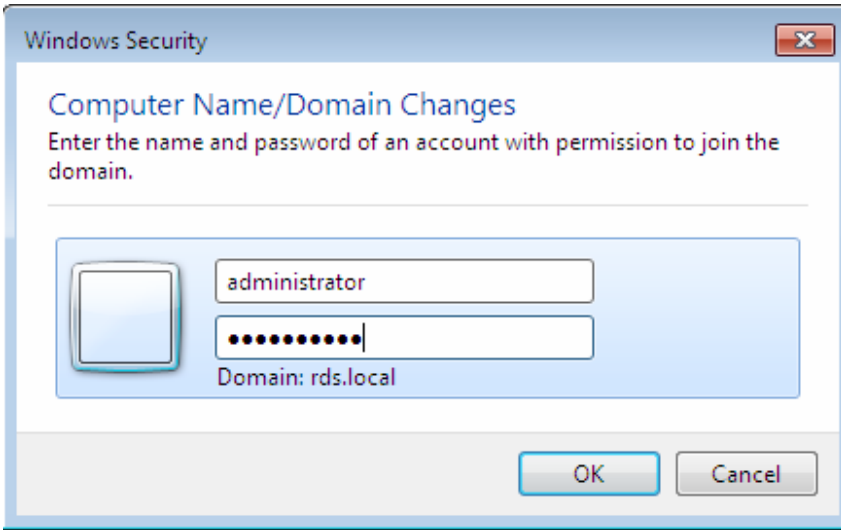 Windows Security
Computer Name/Domain Changes
Enter the name and password of an account with permission to join the
domain.
administrator
●●●●●●●●●●
Domain: rds.local
OK
Cancel